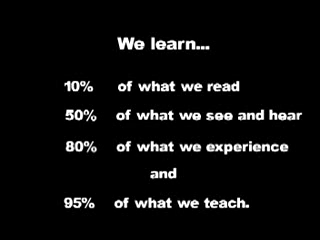 We learn...
10% of what we read
50% of what we see and hear
80% of what we experience
and
95% of what we teach.